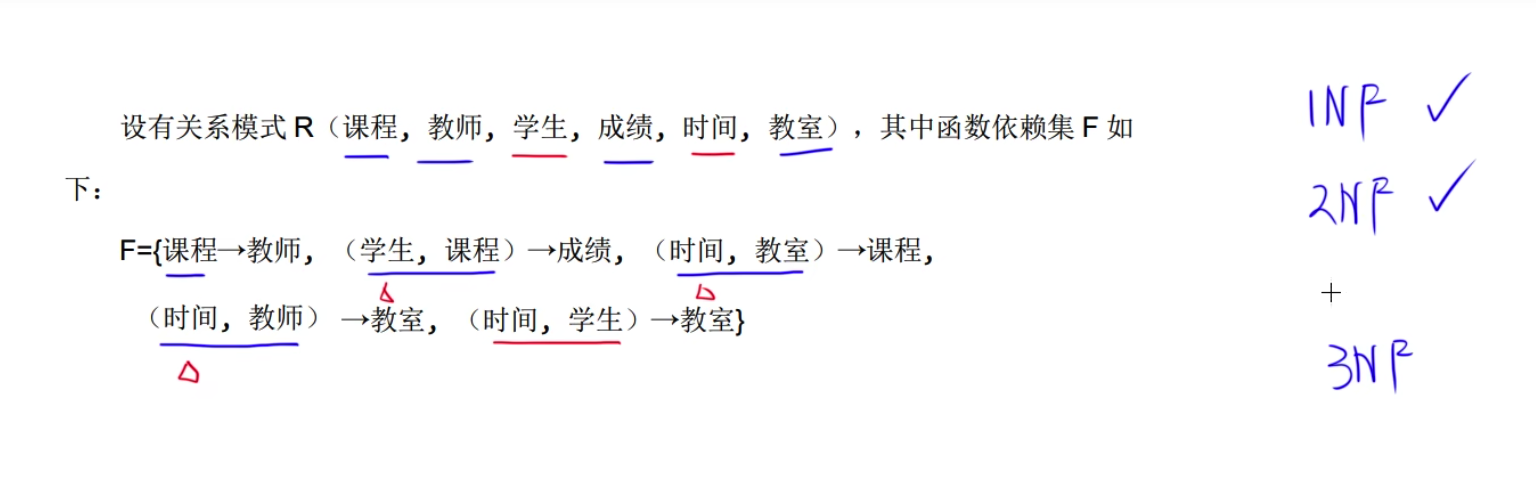 设有关系模式 R（课程，教师，学生，成绩，时间，教室），其中函数依赖集 F 如
下：
F={课程→教师，（学生，课程）→成绩，（时间，教室）→课程，
（时间，教师）→教室，（时间，学生）→教室}
1NF ✓
2NF ✓
3NF